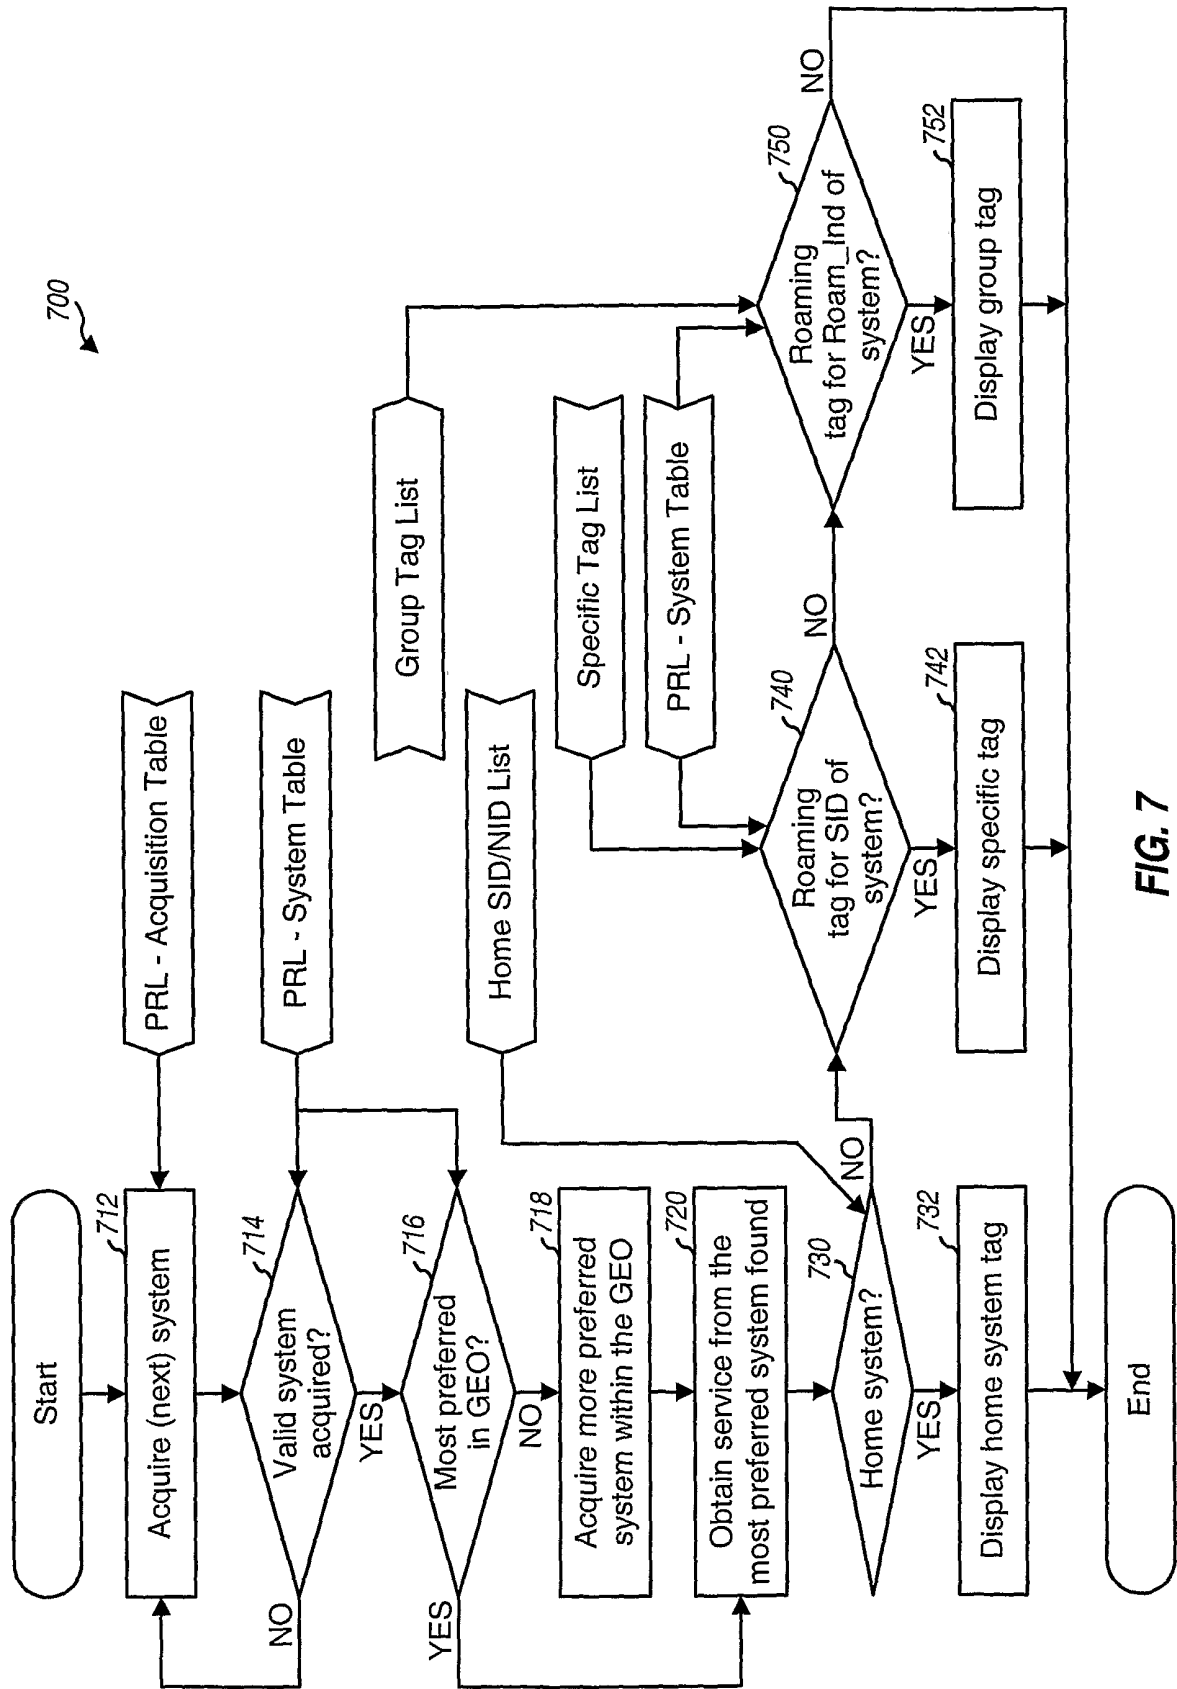 700
Start
712
Acquire (next) system
PRL - Acquisition Table
714
Valid system
acquired?
NO
YES
PRL - System Table
716
Most preferred
in GEO?
YES
NO
718
Acquire more preferred
system within the GEO
720
Obtain service from the
most preferred system found
Home SID/NID List
730
Home system?
NO
YES
732
Display home system tag
Group Tag List
Specific Tag List
PRL - System Table
740
Roaming
tag for SID of
system?
NO
YES
742
Display specific tag
750
Roaming
tag for Roam_Ind of
system?
NO
YES
752
Display group tag
End
FIG. 7